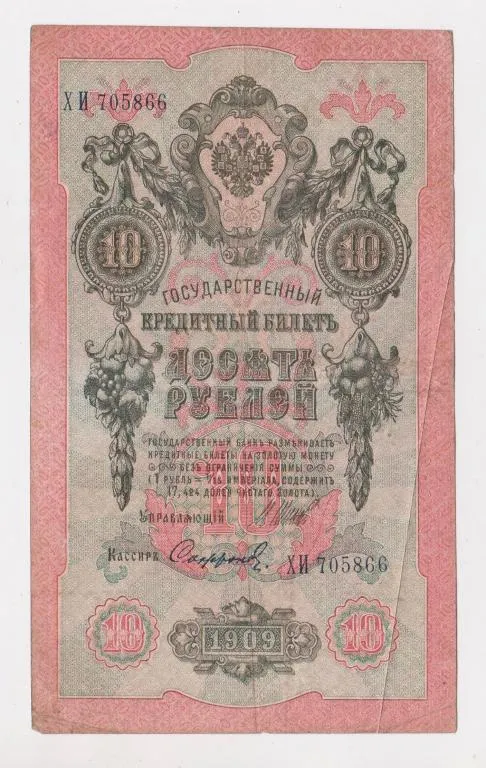 ХИ 705866
10 10
ГОСУДАРСТВЕННЫЙ
КРЕДИТНЫЙ БИЛЕТЪ
ДЕСЯТЬ
РУБЛЕЙ
ГОСУДАРСТВЕННЫЙ БАНКЪ РАЗМѢНИВАЕТЪ
КРЕДИТНЫЕ БИЛЕТЫ НА ЗОЛОТУЮ МОНЕТУ
БЕЗЪ ОГРАНИЧЕНІЯ СУММЫ
(1 РУБЛЬ = 1/15 ИМПЕРІАЛА, СОДЕРЖИТЪ
17,424 ДОЛЕЙ ЧИСТАГО ЗОЛОТА).
10
УПРАВЛЯЮЩІЙ
Кассиръ Софронов. ХИ 705866
10 1909 10